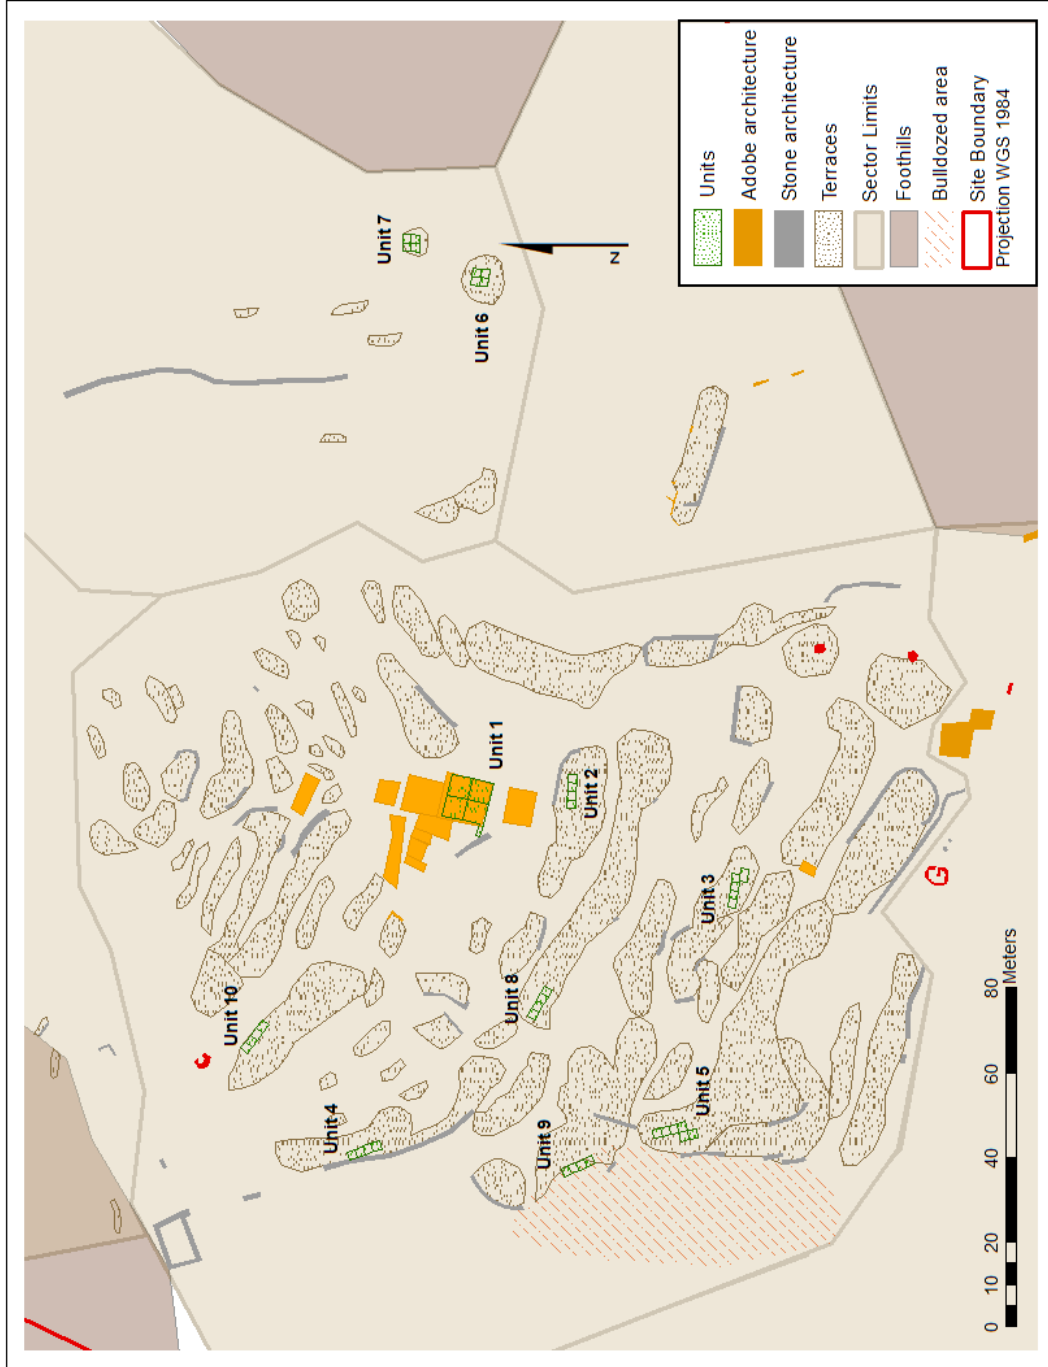 Unit 7
Unit 6
N
Unit 1
Unit 2
Unit 3
Unit 10
Unit 8
Unit 4
Unit 9
Unit 5
Units
Adobe architecture
Stone architecture
Terraces
Sector Limits
Foothills
Bulldozed area
Site Boundary
Projection WGS 1984
0 10 20 40 60 80
Meters